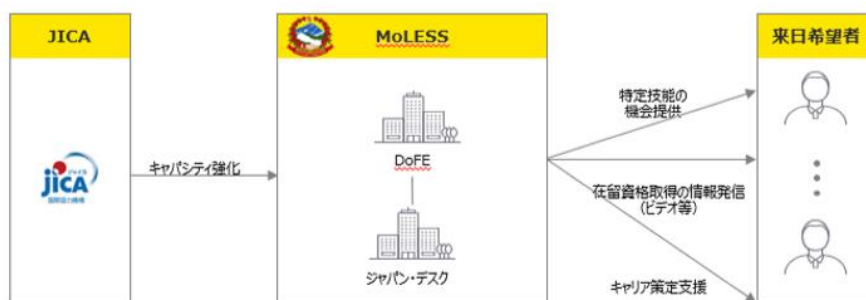 JICA
MoLESS
来日希望者
特定技能の
機会提供
DoFE
キャパシティ強化
JICA
在留資格取得の情報発信
(ビデオ等)
ジャパン・デスク
キャリア策定支援